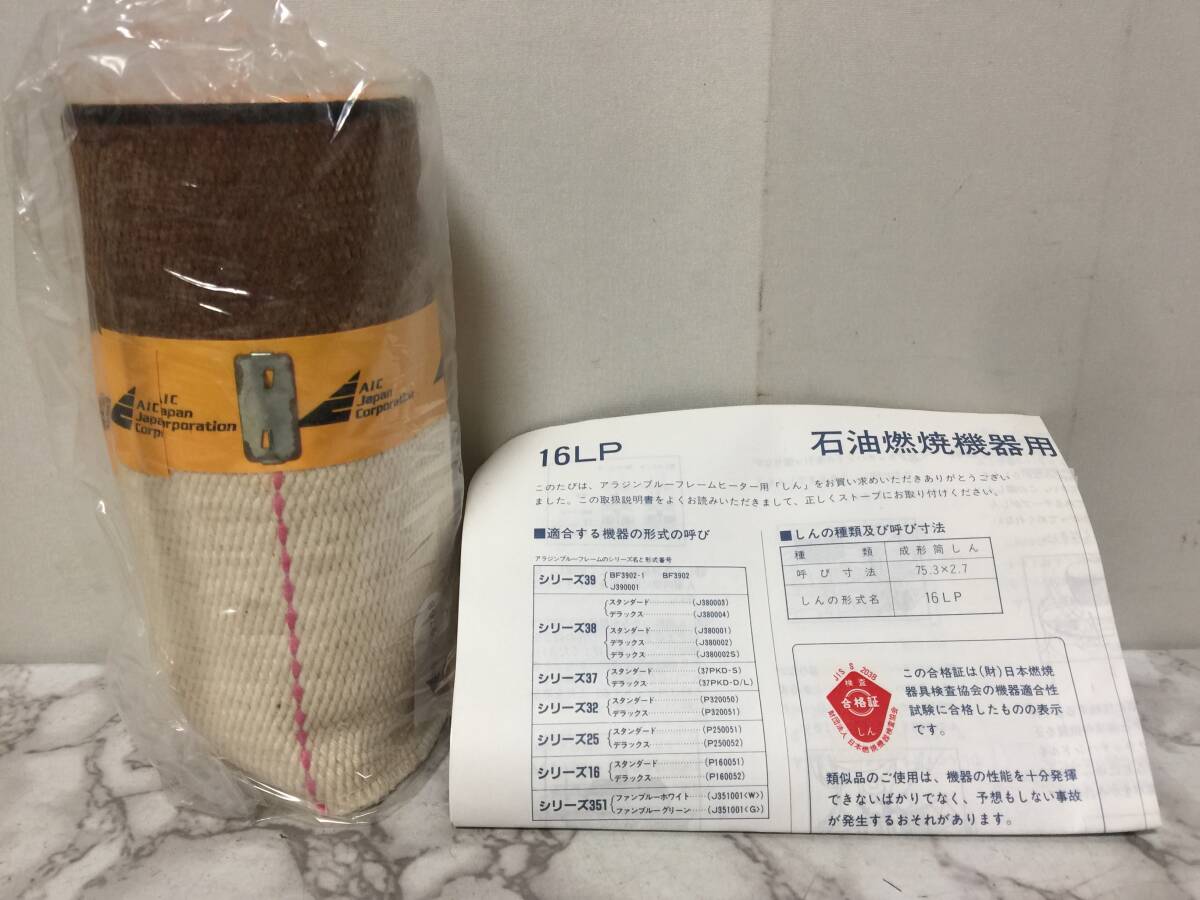 AIC
Japan
Corp
AIC
Japan
Corporation
AIC
Japan
Corporation
16LP
石油燃焼機器用
このたびは、アラジンブルーフレームヒーター用「しん」をお買い求めいただきありがとうござい
ました。この取扱説明書をよくお読みいただきまして、正しくストーブにお取り付けください。
■適合する機器の形式の呼び
アラジンブルーフレームのシリーズ名と形式番号
シリーズ39 BF3902-1 BF3902
J390001
シリーズ38 スタンダード (J380003)
デラックス (J380004)
スタンダード (J380001)
デラックス (J380002)
デラックス (J380002S)
シリーズ37 スタンダード (37PKD-S)
デラックス (37PKD-D/L)
シリーズ32 スタンダード (P320050)
デラックス (P320051)
シリーズ25 スタンダード (P250051)
デラックス (P250052)
シリーズ16 スタンダード (P160051)
デラックス (P160052)
シリーズ351 ファンブルーホワイト (J351001<W>)
ファンブルーグリーン (J351001<G>)
■しんの種類及び呼び寸法
種類 成形筒しん
呼び寸法 75.3×2.7
しんの形式名 16LP
JIS S 2038
検査
合格証
しん
財団法人 日本燃焼機器検査協会
この合格証は(財)日本燃焼
器具検査協会の機器適合性
試験に合格したものの表示
です。
類似品のご使用は、機器の性能を十分発揮
できないばかりでなく、予想もしない事故
が発生するおそれがあります。